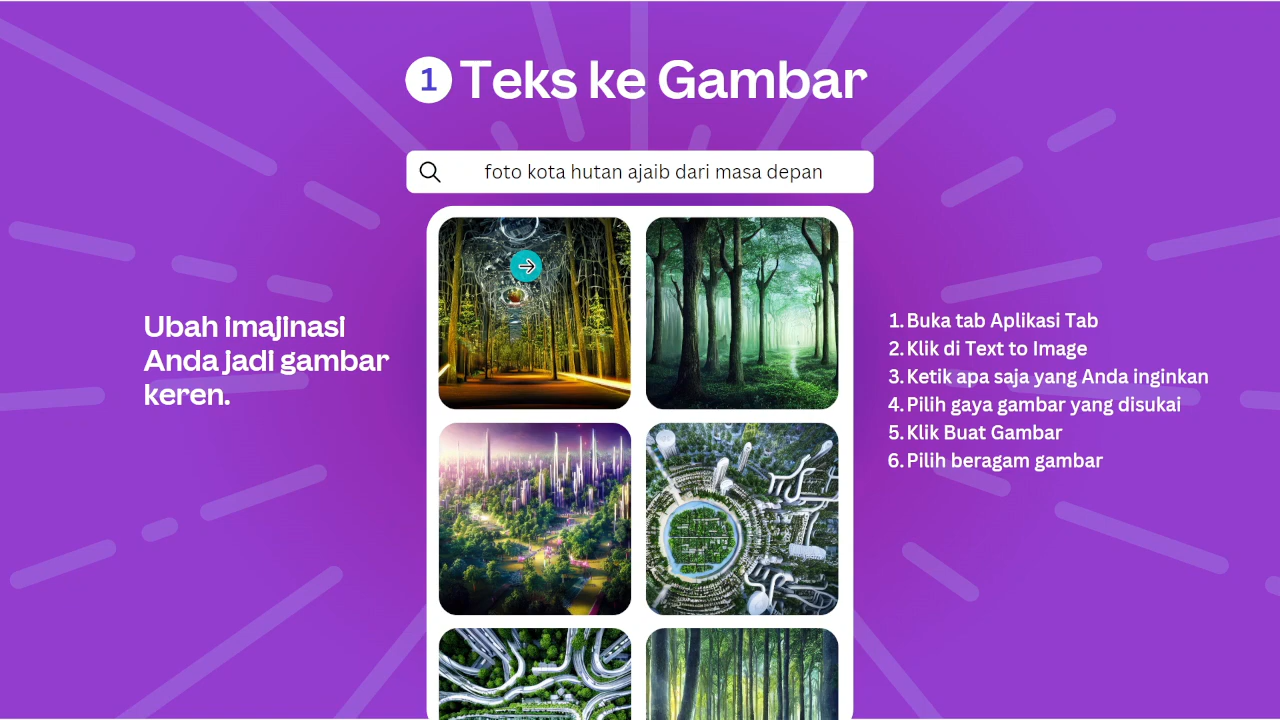 1 Teks ke Gambar
foto kota hutan ajaib dari masa depan
Ubah imajinasi
Anda jadi gambar
keren.
1. Buka tab Aplikasi Tab
2. Klik di Text to Image
3. Ketik apa saja yang Anda inginkan
4. Pilih gaya gambar yang disukai
5. Klik Buat Gambar
6. Pilih beragam gambar